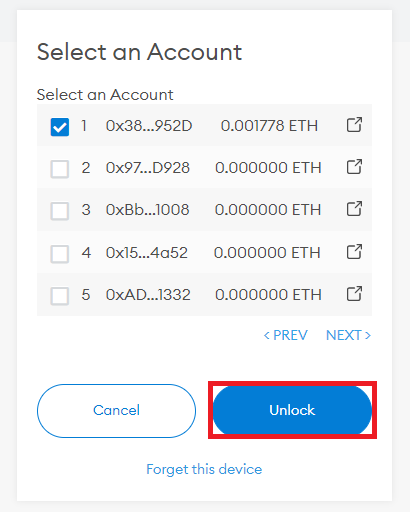 Select an Account
Select an Account
1 0x38...952D 0.001778 ETH
2 0x97...D928 0.000000 ETH
3 0xBb...1008 0.000000 ETH
4 0x15...4a52 0.000000 ETH
5 0xAD...1332 0.000000 ETH
< PREV NEXT >
Cancel Unlock
Forget this device